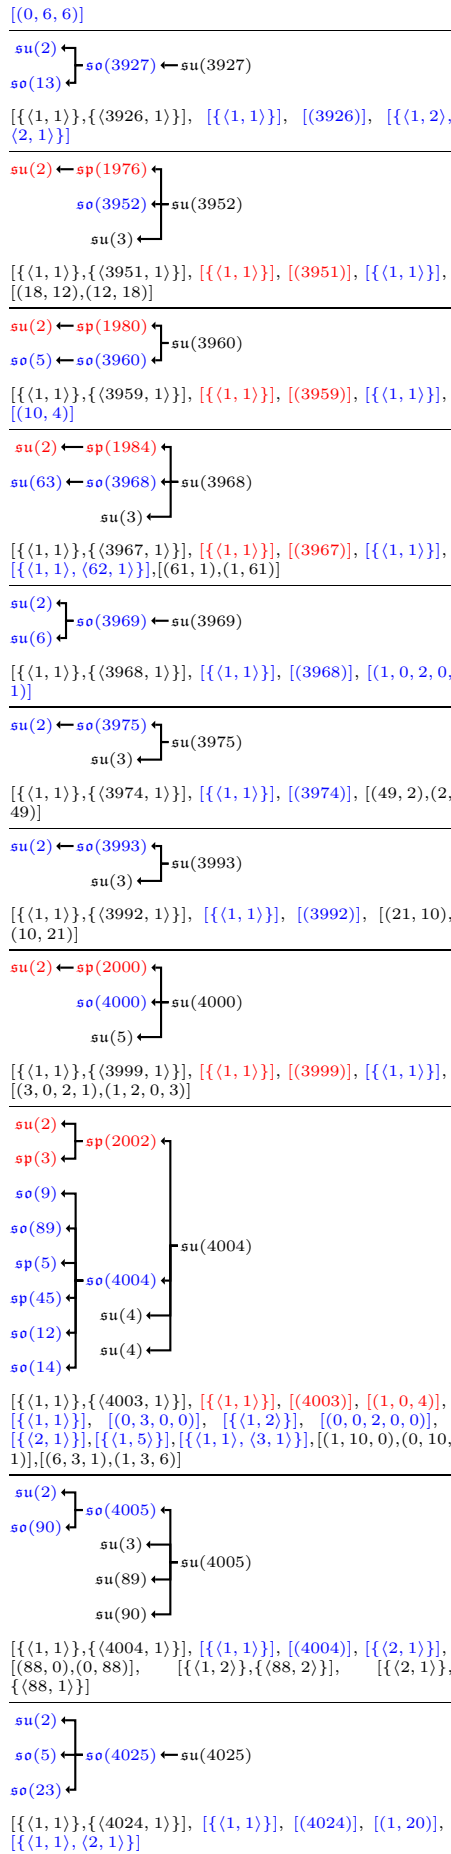 [(0, 6, 6)]
𝔰𝔲(2)
𝔰𝔬(3927) 𝔰𝔲(3927)
𝔰𝔬(13)
[{⟨1, 1⟩},{⟨3926, 1⟩}], [{⟨1, 1⟩}], [(3926)], [{⟨1, 2⟩,
⟨2, 1⟩}]
𝔰𝔲(2) 𝔰𝔭(1976)
𝔰𝔬(3952) 𝔰𝔲(3952)
𝔰𝔲(3)
[{⟨1, 1⟩},{⟨3951, 1⟩}], [{⟨1, 1⟩}], [(3951)], [{⟨1, 1⟩}],
[(18, 12),(12, 18)]
𝔰𝔲(2) 𝔰𝔭(1980)
𝔰𝔲(3960)
𝔰𝔬(5) 𝔰𝔬(3960)
[{⟨1, 1⟩},{⟨3959, 1⟩}], [{⟨1, 1⟩}], [(3959)], [{⟨1, 1⟩}],
[(10, 4)]
𝔰𝔲(2) 𝔰𝔭(1984)
𝔰𝔲(63) 𝔰𝔬(3968) 𝔰𝔲(3968)
𝔰𝔲(3)
[{⟨1, 1⟩},{⟨3967, 1⟩}], [{⟨1, 1⟩}], [(3967)], [{⟨1, 1⟩}],
[{⟨1, 1⟩, ⟨62, 1⟩}],[(61, 1),(1, 61)]
𝔰𝔲(2)
𝔰𝔬(3969) 𝔰𝔲(3969)
𝔰𝔲(6)
[{⟨1, 1⟩},{⟨3968, 1⟩}], [{⟨1, 1⟩}], [(3968)], [(1, 0, 2, 0,
1)]
𝔰𝔲(2) 𝔰𝔬(3975)
𝔰𝔲(3975)
𝔰𝔲(3)
[{⟨1, 1⟩},{⟨3974, 1⟩}], [{⟨1, 1⟩}], [(3974)], [(49, 2),(2,
49)]
𝔰𝔲(2) 𝔰𝔬(3993)
𝔰𝔲(3993)
𝔰𝔲(3)
[{⟨1, 1⟩},{⟨3992, 1⟩}], [{⟨1, 1⟩}], [(3992)], [(21, 10),
(10, 21)]
𝔰𝔲(2) 𝔰𝔭(2000)
𝔰𝔬(4000) 𝔰𝔲(4000)
𝔰𝔲(5)
[{⟨1, 1⟩},{⟨3999, 1⟩}], [{⟨1, 1⟩}], [(3999)], [{⟨1, 1⟩}],
[(3, 0, 2, 1),(1, 2, 0, 3)]
𝔰𝔲(2)
𝔰𝔭(2002)
𝔰𝔭(3)
𝔰𝔬(9)
𝔰𝔬(89)
𝔰𝔲(4004)
𝔰𝔭(5)
𝔰𝔬(4004)
𝔰𝔭(45)
𝔰𝔲(4)
𝔰𝔬(12)
𝔰𝔲(4)
𝔰𝔬(14)
[{⟨1, 1⟩},{⟨4003, 1⟩}], [{⟨1, 1⟩}], [(4003)], [(1, 0, 4)],
[{⟨1, 1⟩}], [(0, 3, 0, 0)], [{⟨1, 2⟩}], [(0, 0, 2, 0, 0)],
[{⟨2, 1⟩}],[{⟨1, 5⟩}],[{⟨1, 1⟩, ⟨3, 1⟩}],[(1, 10, 0),(0, 10,
1)],[(6, 3, 1),(1, 3, 6)]
𝔰𝔲(2)
𝔰𝔬(4005)
𝔰𝔬(90)
𝔰𝔲(3)
𝔰𝔲(4005)
𝔰𝔲(89)
𝔰𝔲(90)
[{⟨1, 1⟩},{⟨4004, 1⟩}], [{⟨1, 1⟩}], [(4004)], [{⟨2, 1⟩}],
[(88, 0),(0, 88)], [{⟨1, 2⟩},{⟨88, 2⟩}], [{⟨2, 1⟩},
{⟨88, 1⟩}]
𝔰𝔲(2)
𝔰𝔬(5) 𝔰𝔬(4025) 𝔰𝔲(4025)
𝔰𝔬(23)
[{⟨1, 1⟩},{⟨4024, 1⟩}], [{⟨1, 1⟩}], [(4024)], [(1, 20)],
[{⟨1, 1⟩, ⟨2, 1⟩}]